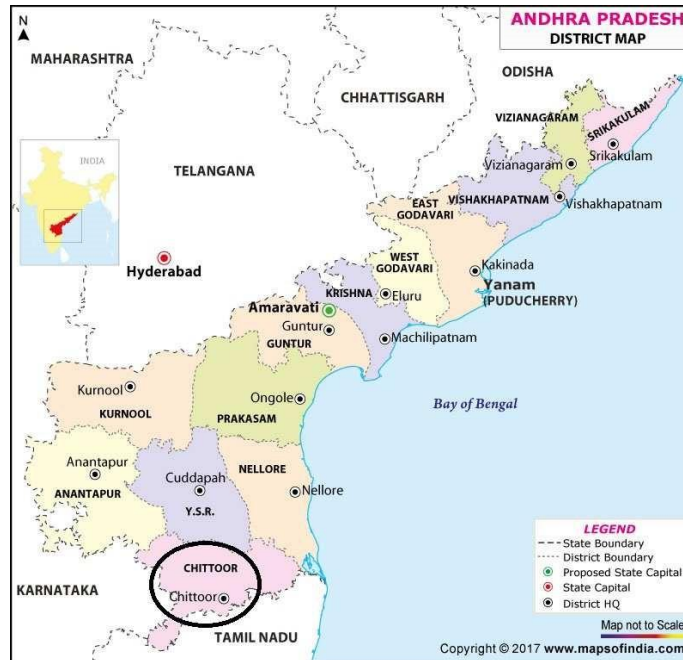 ANDHRA PRADESH
DISTRICT MAP
N
MAHARASHTRA
ODISHA
CHHATTISGARH
VIZIANAGARAM
SRIKAKULAM
INDIA
TELANGANA
Vizianagaram
Srikakulam
VISHAKHAPATNAM
Vishakhapatnam
EAST
GODAVARI
WEST
GODAVARI
Hyderabad
Kakinada
Yanam
(PUDUCHERRY)
KRISHNA
Eluru
Amaravati
Guntur
GUNTUR
Machilipatnam
Kurnool
KURNOOL
Ongole
PRAKASAM
Bay of Bengal
Anantapur
ANANTAPUR
Cuddapah
Y.S.R.
NELLORE
Nellore
CHITTOOR
Chittoor
KARNATAKA
TAMIL NADU
LEGEND
State Boundary
District Boundary
Proposed State Capital
State Capital
District HQ
Map not to Scale
Copyright © 2017 www.mapsofindia.com